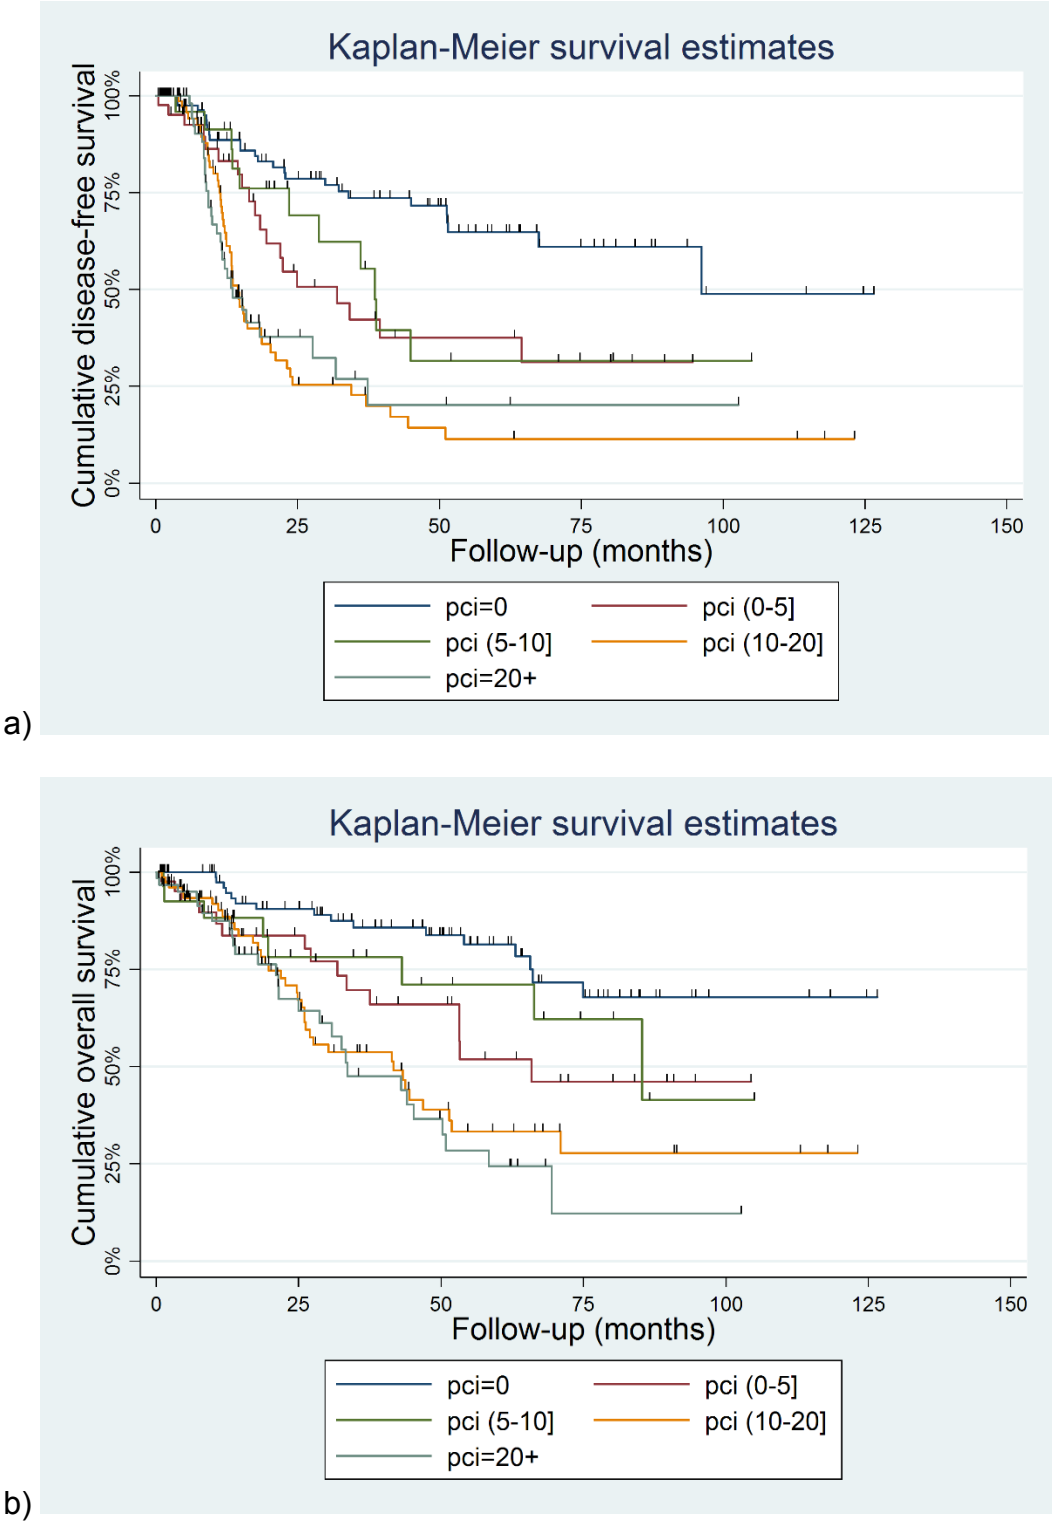 Kaplan-Meier survival estimates
Cumulative disease-free survival
100%
75%
50%
25%
0%
0 25 50 75 100 125 150
Follow-up (months)
pci=0 pci (0-5]
pci (5-10] pci (10-20]
pci=20+
a)
Kaplan-Meier survival estimates
Cumulative overall survival
100%
75%
50%
25%
0%
0 25 50 75 100 125 150
Follow-up (months)
pci=0 pci (0-5]
pci (5-10] pci (10-20]
pci=20+
b)